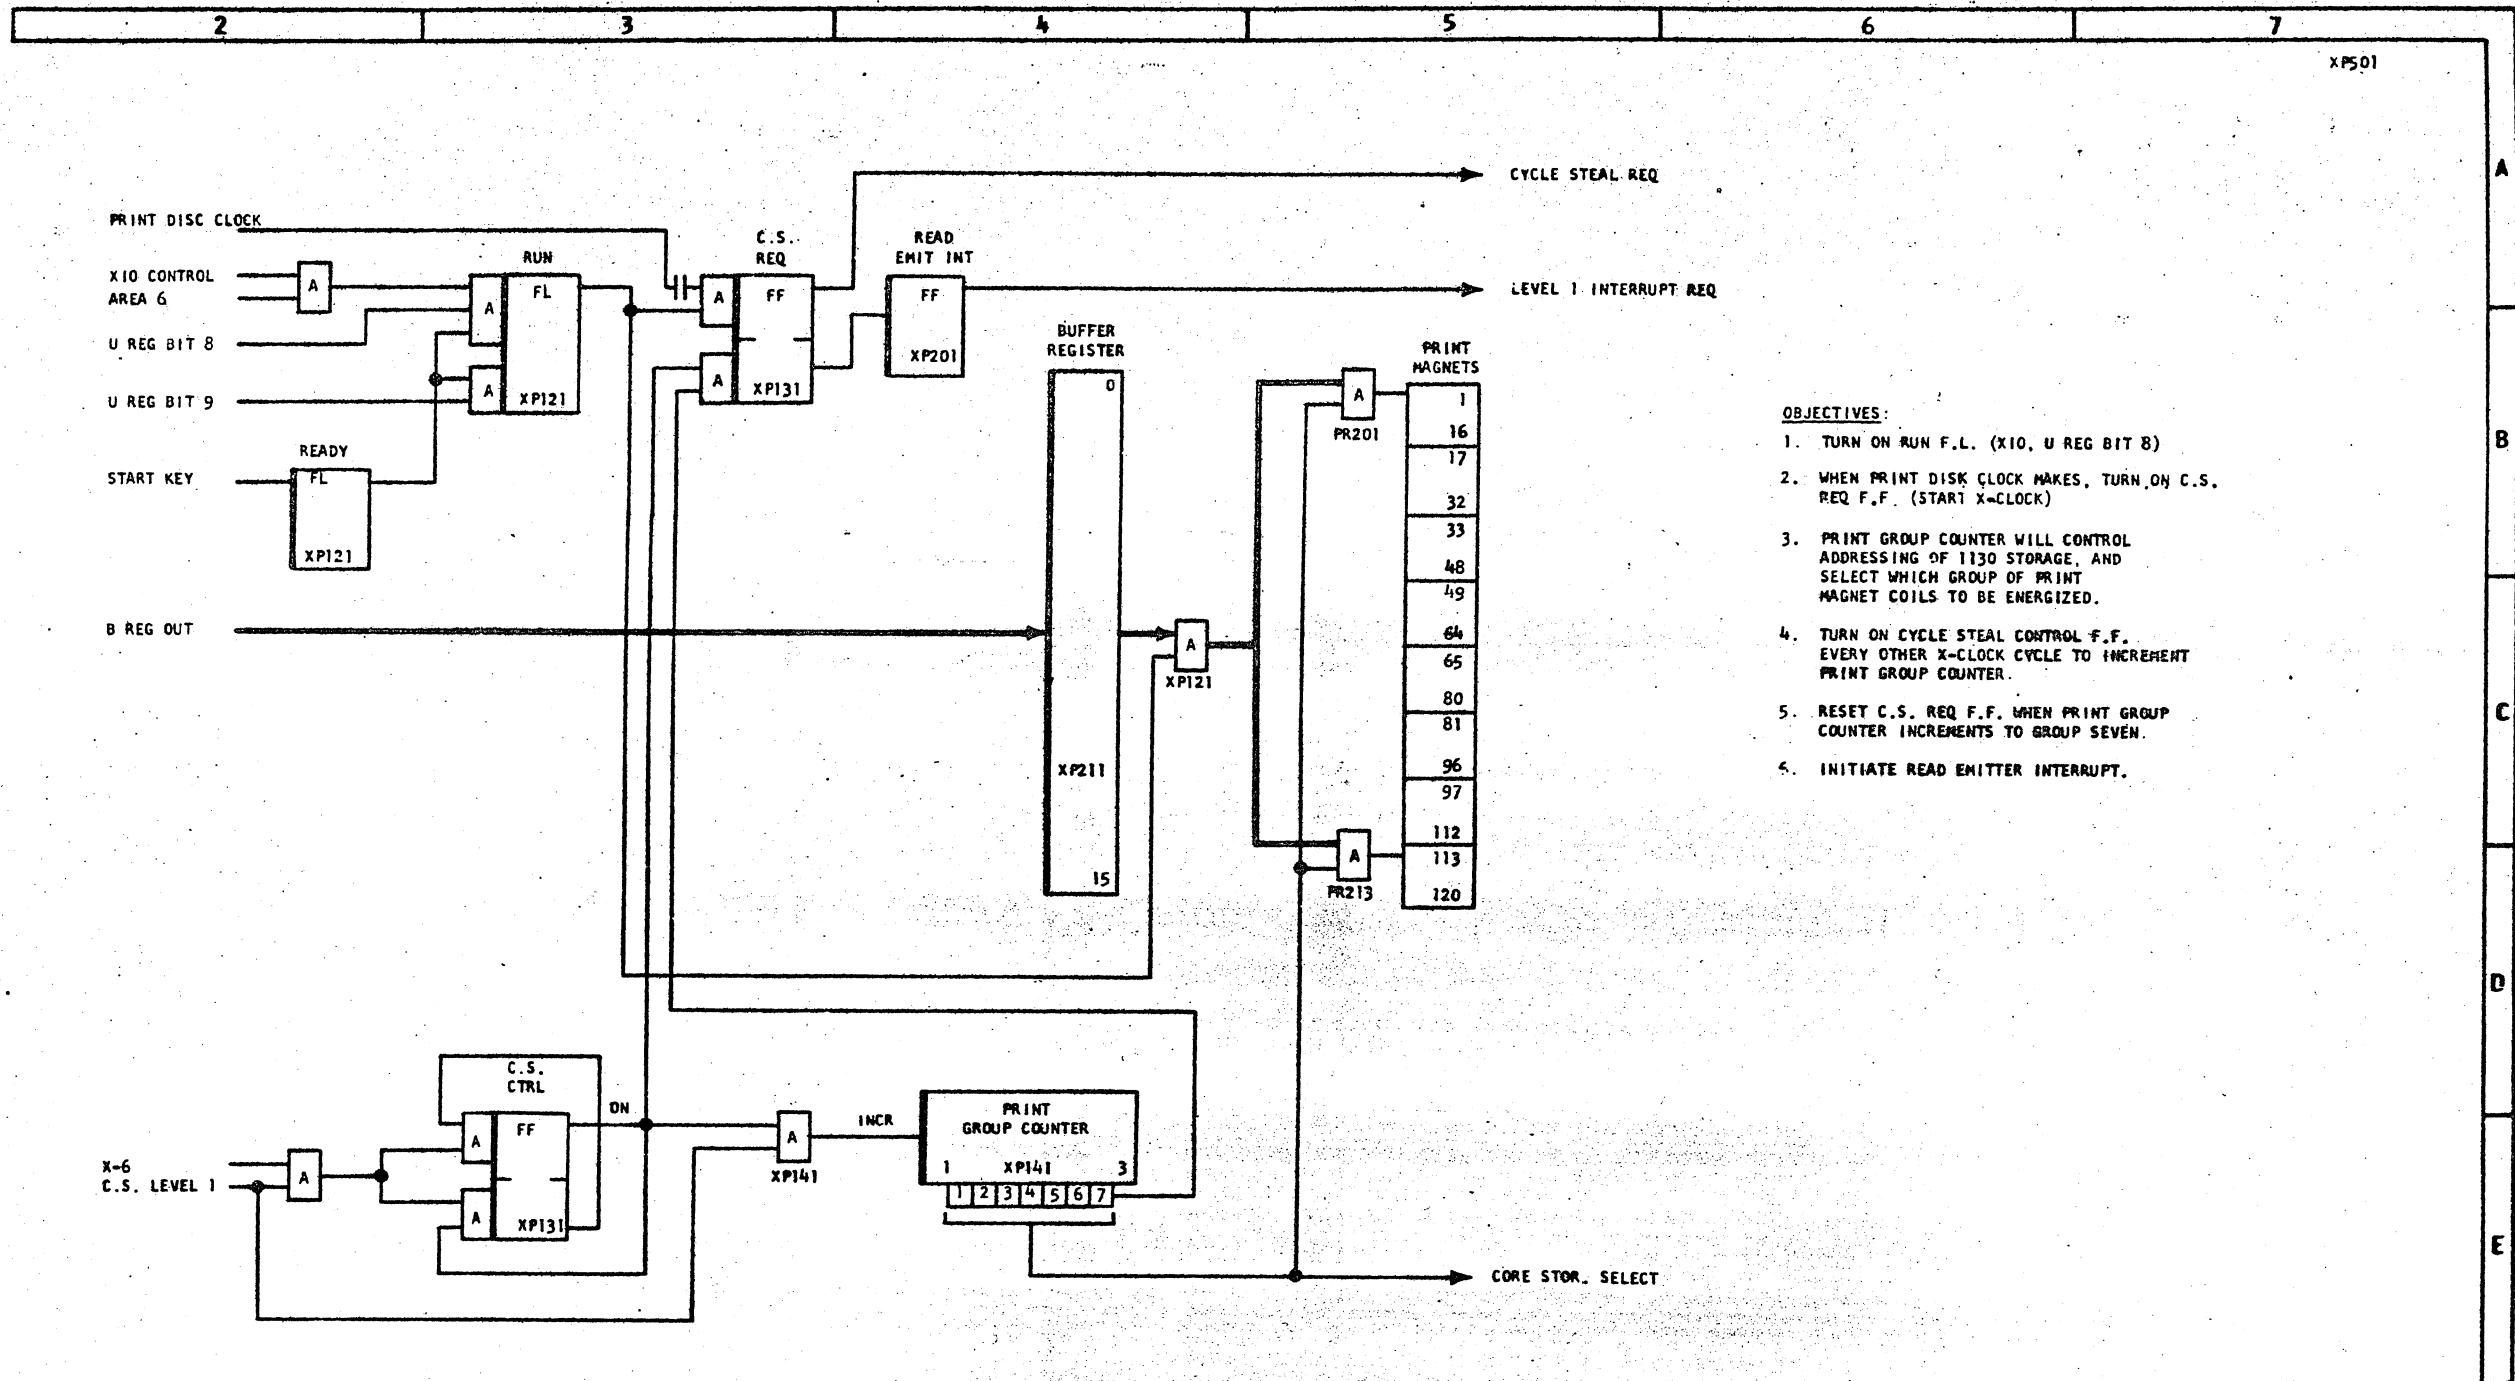 2 3 4 5 6 7
XP501
A
B
C
D
E
CYCLE STEAL REQ
PRINT DISC CLOCK
C.S.
REQ
READ
EMIT INT
RUN
XIO CONTROL
AREA 6
A
A
FL
A
FF
FF
LEVEL 1 INTERRUPT REQ
U REG BIT 8
XP201
A
A
XP131
U REG BIT 9
XP121
BUFFER
REGISTER
0
PRINT
MAGNETS
A
1
PR201
16
17
32
33
48
49
64
65
80
81
96
97
112
113
120
READY
START KEY
FL
XP121
B REG OUT
A
XP121
XP211
15
A
PR213
OBJECTIVES:
1. TURN ON RUN F.L. (XIO, U REG BIT 8)
2. WHEN PRINT DISK CLOCK MAKES, TURN ON C.S.
REQ F.F. (START X-CLOCK)
3. PRINT GROUP COUNTER WILL CONTROL
ADDRESSING OF 1130 STORAGE, AND
SELECT WHICH GROUP OF PRINT
MAGNET COILS TO BE ENERGIZED.
4. TURN ON CYCLE STEAL CONTROL F.F.
EVERY OTHER X-CLOCK CYCLE TO INCREMENT
PRINT GROUP COUNTER.
5. RESET C.S. REQ F.F. WHEN PRINT GROUP
COUNTER INCREMENTS TO GROUP SEVEN.
6. INITIATE READ EMITTER INTERRUPT.
C.S.
CTRL
ON
FF
A
A
XP131
X-6
C.S. LEVEL 1
A
A
XP141
INCR
PRINT
GROUP COUNTER
1 XP141 3
1 2 3 4 5 6 7
CORE STOR. SELECT